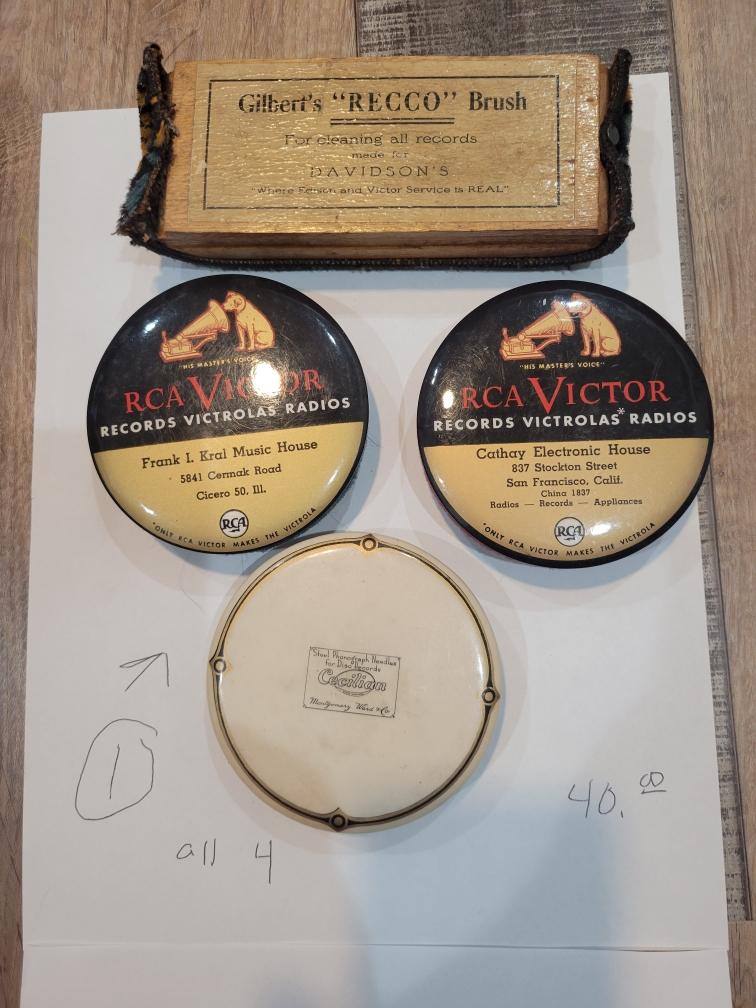 Gilbert's "RECCO" Brush
For cleaning all records
made for
DAVIDSON'S
"Where Edison and Victor Service is REAL"
"HIS MASTER'S VOICE"
RCA VICTOR
RECORDS VICTROLAS RADIOS
Frank I. Kral Music House
5841 Cermak Road
Cicero 50, Ill.
RCA
*ONLY RCA VICTOR MAKES THE VICTROLA
"HIS MASTER'S VOICE"
RCA VICTOR
RECORDS VICTROLAS* RADIOS
Cathay Electronic House
837 Stockton Street
San Francisco, Calif.
China 1837
Radios — Records — Appliances
RCA
*ONLY RCA VICTOR MAKES THE VICTROLA
Steel Phonograph Needles
for Disc Records
Cecilian
Montgomery Ward & Co
1
all 4
40.00